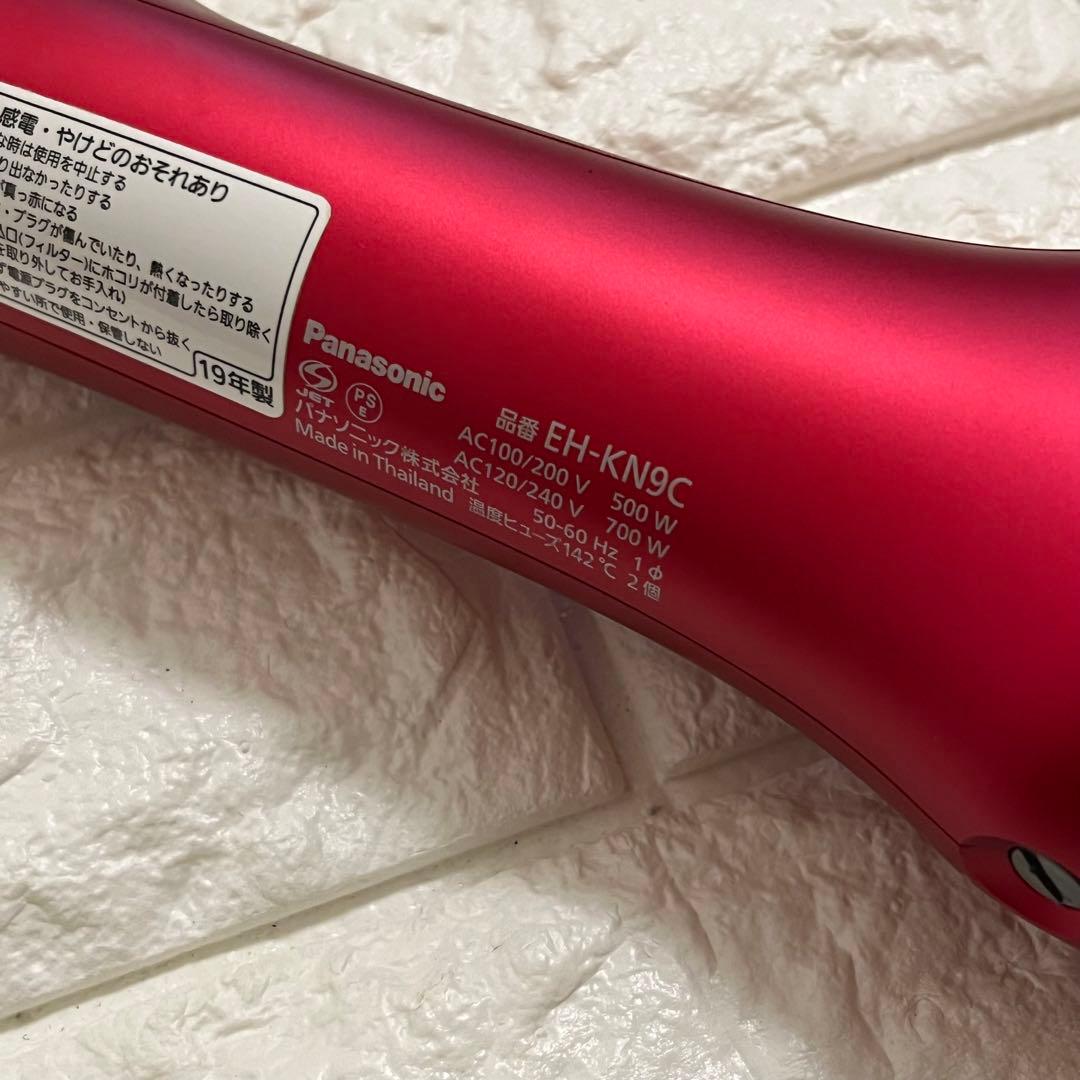 感電・やけどのおそれあり
な時は使用を中止する
り出なかったりする
が真っ赤になる
・プラグが傷んでいたり、熱くなったりする
込口(フィルター)にホコリが付着したら取り除く
を取り外してお手入れ)
ず電源プラグをコンセントから抜く
やすい所で使用・保管しない
19年製
Panasonic
JET PSE
パナソニック株式会社
Made in Thailand
品番 EH-KN9C
AC100/200 V 500 W
AC120/240 V 700 W
50-60 Hz 1 Φ
温度ヒューズ142℃ 2個